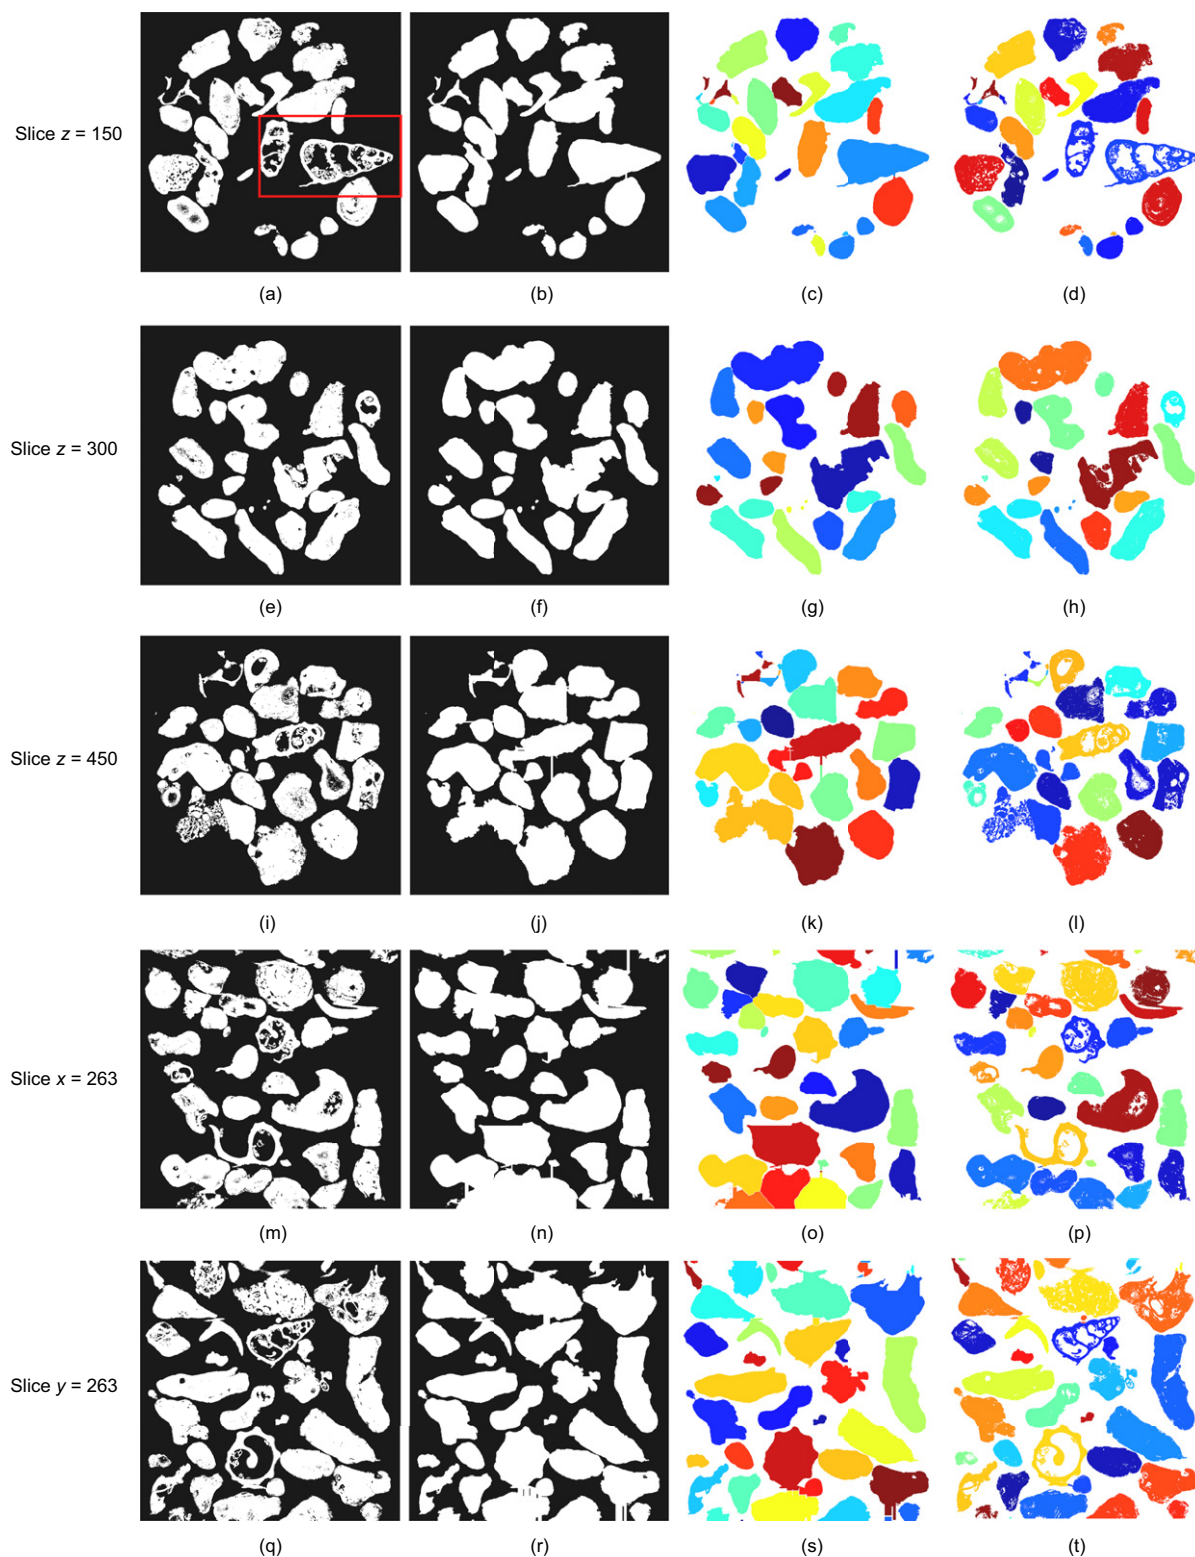 Slice z = 150
(a) (b) (c) (d)
Slice z = 300
(e) (f) (g) (h)
Slice z = 450
(i) (j) (k) (l)
Slice x = 263
(m) (n) (o) (p)
Slice y = 263
(q) (r) (s) (t)